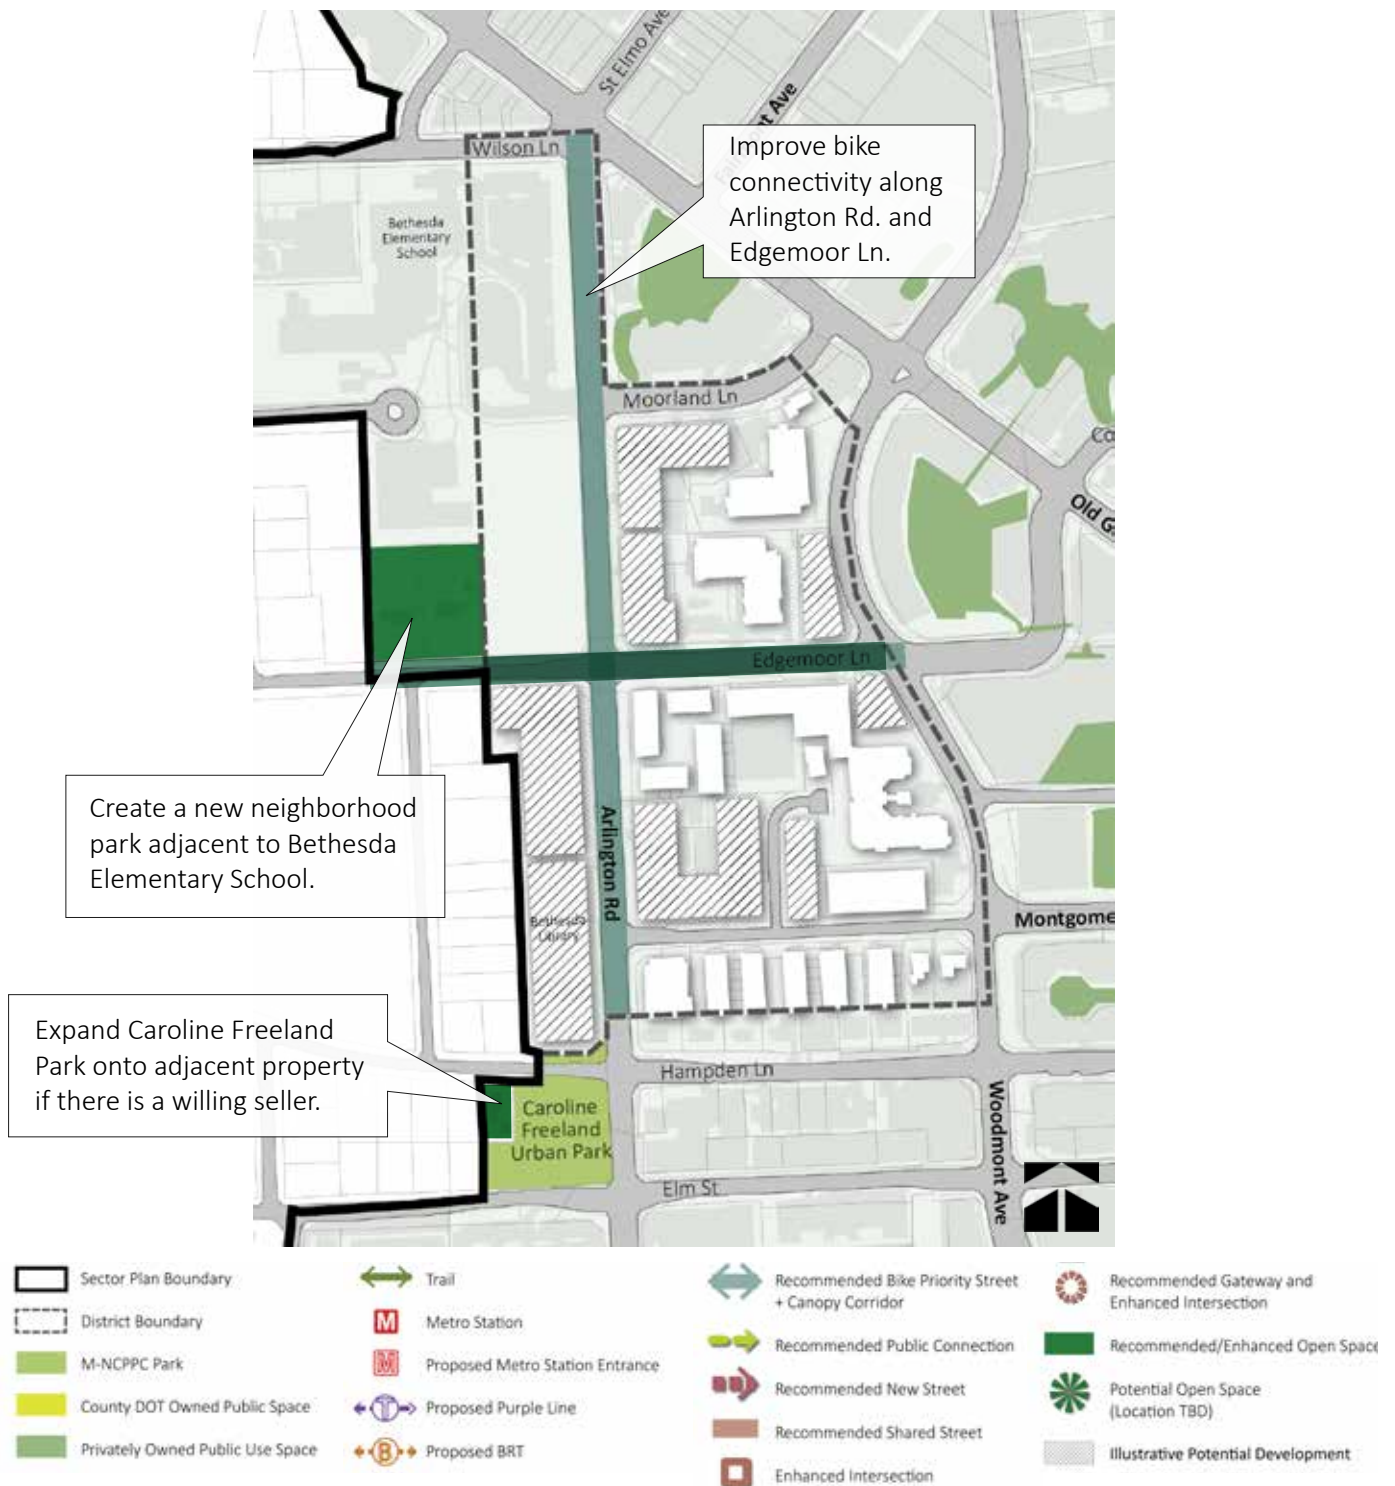 St Elmo Ave
nt Ave
Wilson Ln
Improve bike
connectivity along
Arlington Rd. and
Edgemoor Ln.
Bethesda
Elementary
School
Moorland Ln
Co
Old G
Edgemoor Ln
Create a new neighborhood
park adjacent to Bethesda
Elementary School.
Arlington Rd
Bethesda
Library
Montgome
Expand Caroline Freeland
Park onto adjacent property
if there is a willing seller.
Hampden Ln
Caroline
Freeland
Urban Park
Woodmont Ave
Elm St
Sector Plan Boundary
District Boundary
M-NCPPC Park
County DOT Owned Public Space
Privately Owned Public Use Space
Trail
M Metro Station
M Proposed Metro Station Entrance
T Proposed Purple Line
B Proposed BRT
Recommended Bike Priority Street
+ Canopy Corridor
Recommended Public Connection
Recommended New Street
Recommended Shared Street
Enhanced Intersection
Recommended Gateway and
Enhanced Intersection
Recommended/Enhanced Open Space
Potential Open Space
(Location TBD)
Illustrative Potential Development